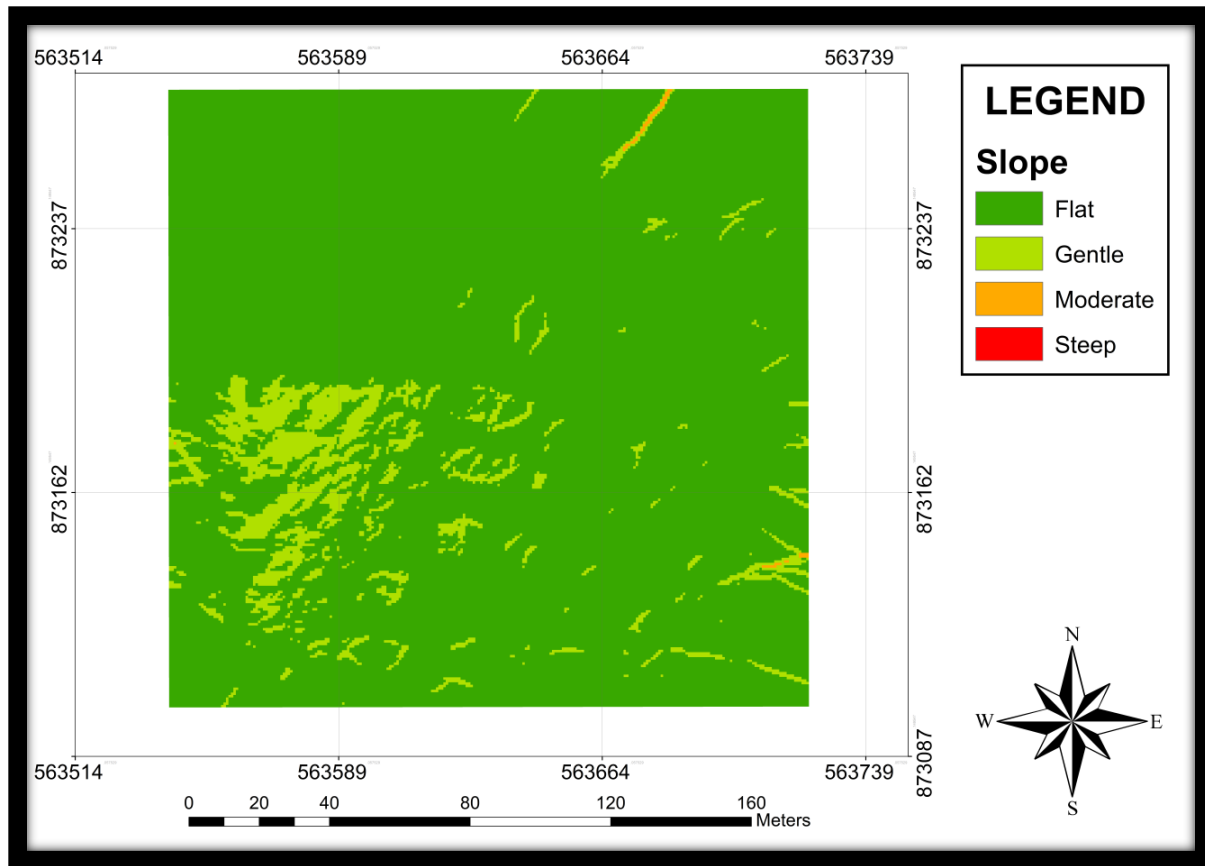 563514 563589 563664 563739
LEGEND
Slope
Flat
Gentle
Moderate
Steep
873237 873237
873162 873162
873087
563514 563589 563664 563739
0 20 40 80 120 160
Meters
N
W E
S